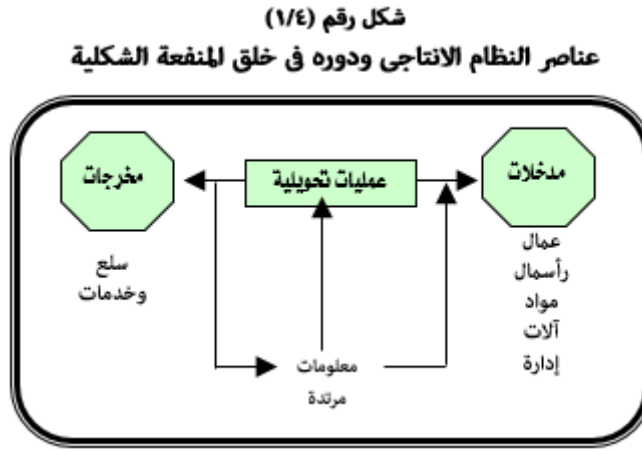 شكل رقم (١/٤)
عناصر النظام الانتاجى ودوره فى خلق المنفعة الشكلية
مدخلات
عمليات تحويلية
مخرجات
عمال
رأسمال
مواد
آلات
إدارة
سلع
وخدمات
معلومات
مرتدة